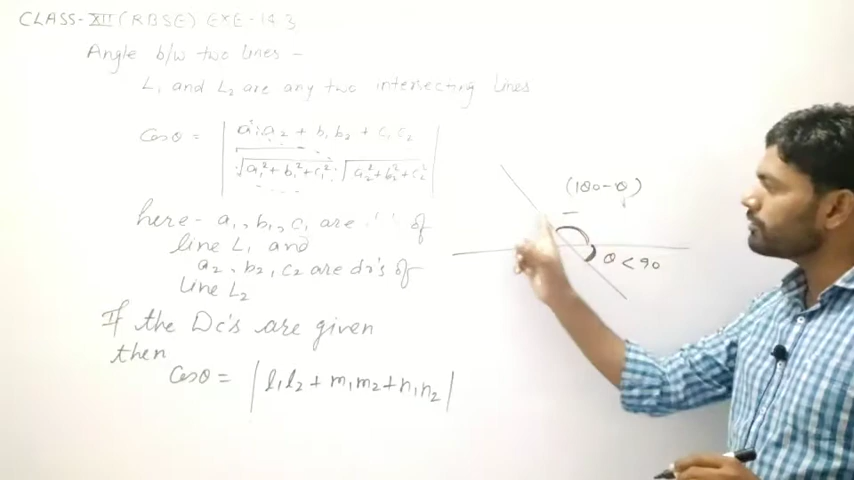 CLASS-XII (RBSE) EXE-14.3
Angle b/w two lines -
L₁ and L₂ are any two intersecting lines
Cosθ = | a₁a₂ + b₁b₂ + c₁c₂ / √a₁²+b₁²+c₁² · √a₂²+b₂²+c₂² |
here - a₁, b₁, c₁ are of
line L₁ and
a₂, b₂, c₂ are dr's of
line L₂
If the Dc's are given
then
Cosθ = | l₁l₂ + m₁m₂ + n₁n₂ |
(180-θ)
θ < 90